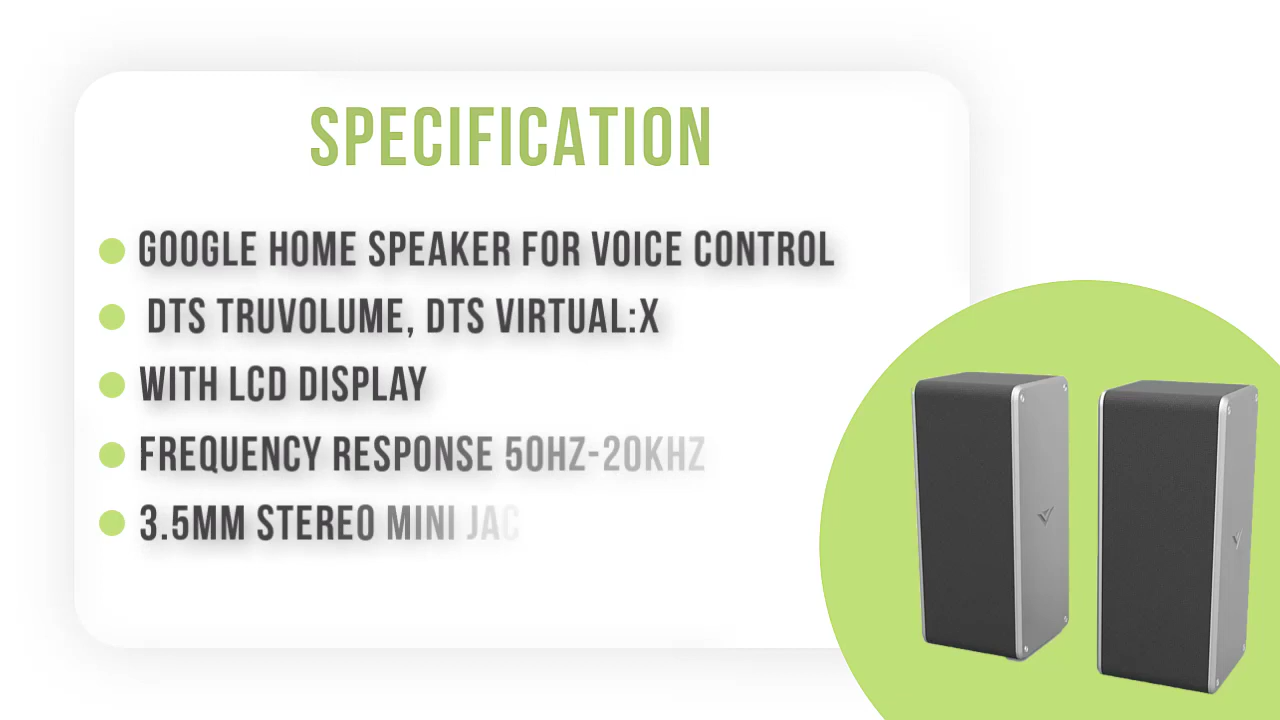 SPECIFICATION
GOOGLE HOME SPEAKER FOR VOICE CONTROL
DTS TRUVOLUME, DTS VIRTUAL:X
WITH LCD DISPLAY
FREQUENCY RESPONSE 50HZ-20KHZ
3.5MM STEREO MINI JAC